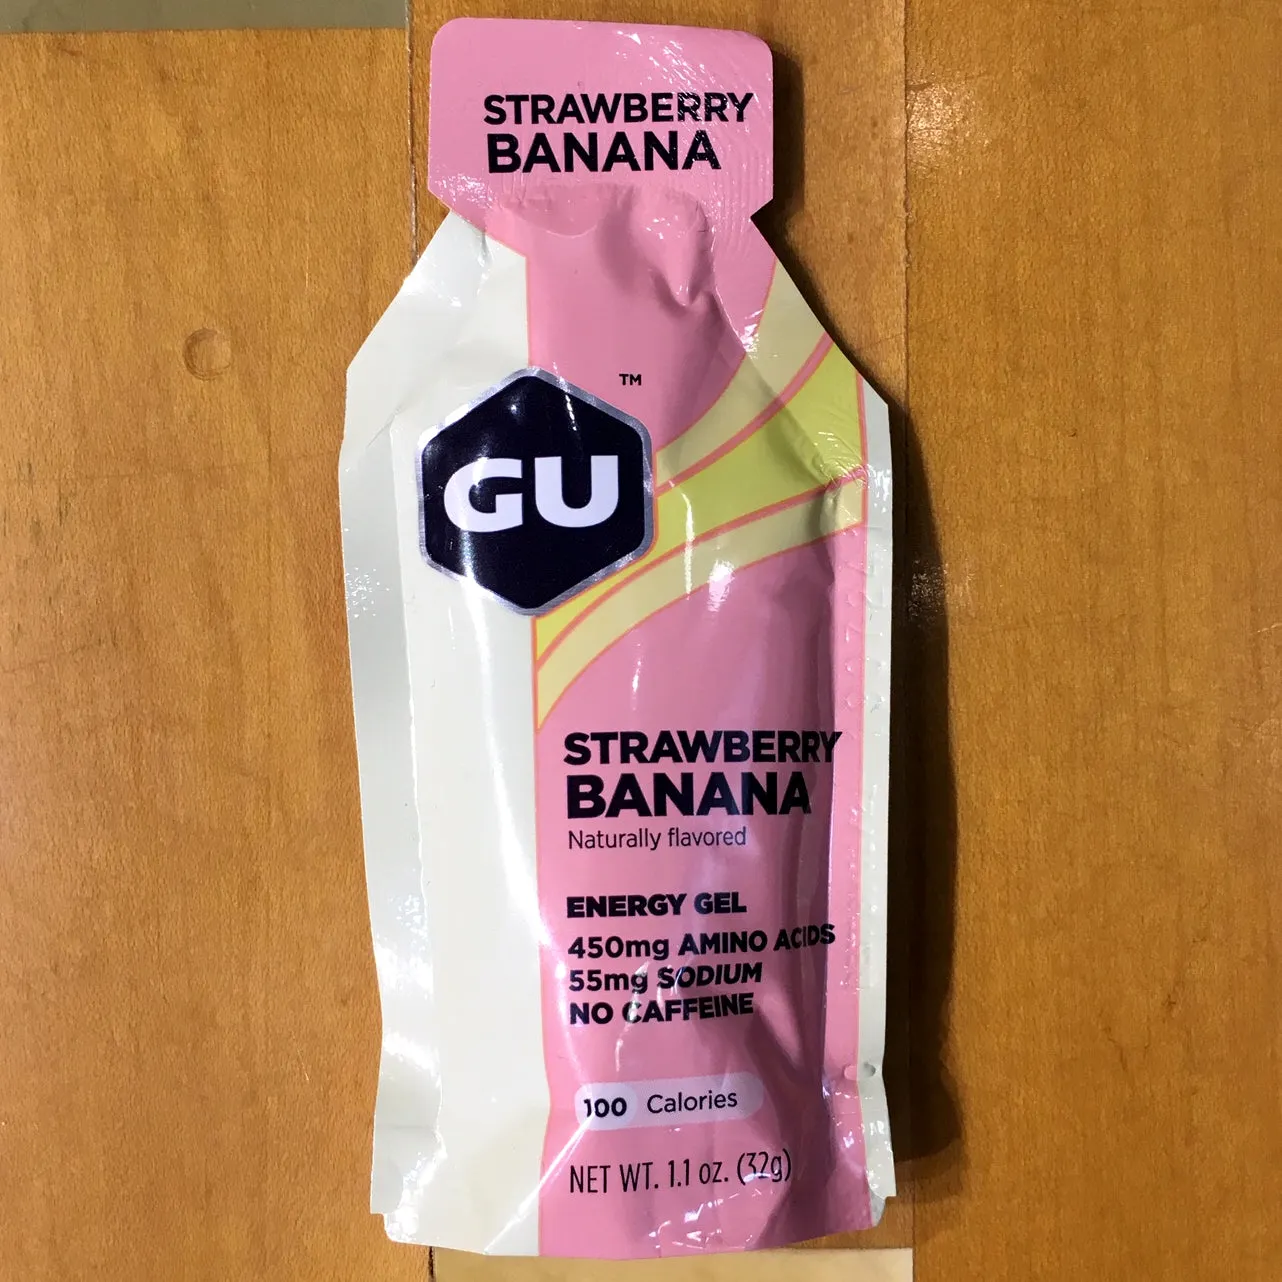 STRAWBERRY
BANANA
™
GU
STRAWBERRY
BANANA
Naturally flavored
ENERGY GEL
450mg AMINO ACIDS
55mg SODIUM
NO CAFFEINE
100 Calories
NET WT. 1.1 oz. (32g)